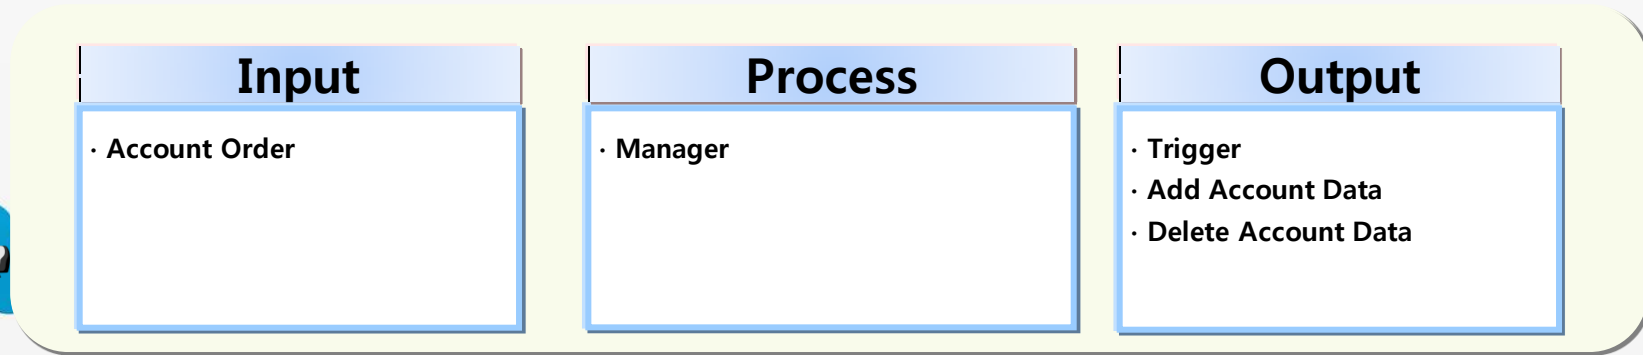 Input
· Account Order
Process
· Manager
Output
· Trigger
· Add Account Data
· Delete Account Data